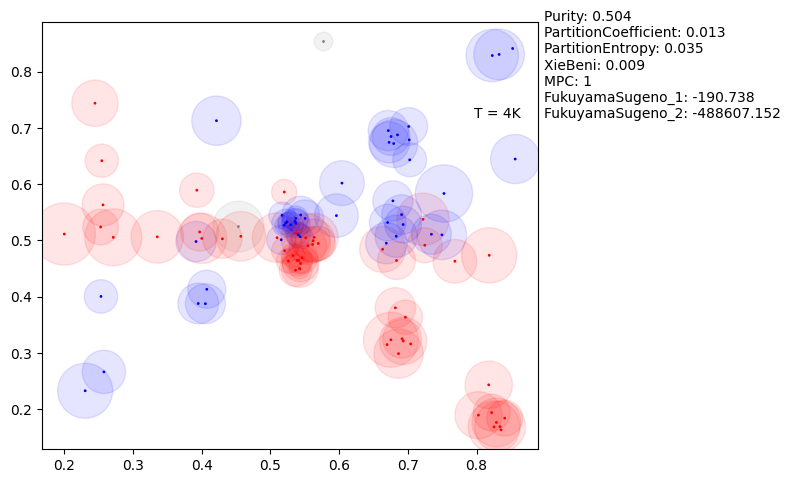 Purity: 0.504
PartitionCoefficient: 0.013
PartitionEntropy: 0.035
XieBeni: 0.009
MPC: 1
FukuyamaSugeno_1: -190.738
FukuyamaSugeno_2: -488607.152
T = 4K
0.8
0.7
0.6
0.5
0.4
0.3
0.2
0.2 0.3 0.4 0.5 0.6 0.7 0.8